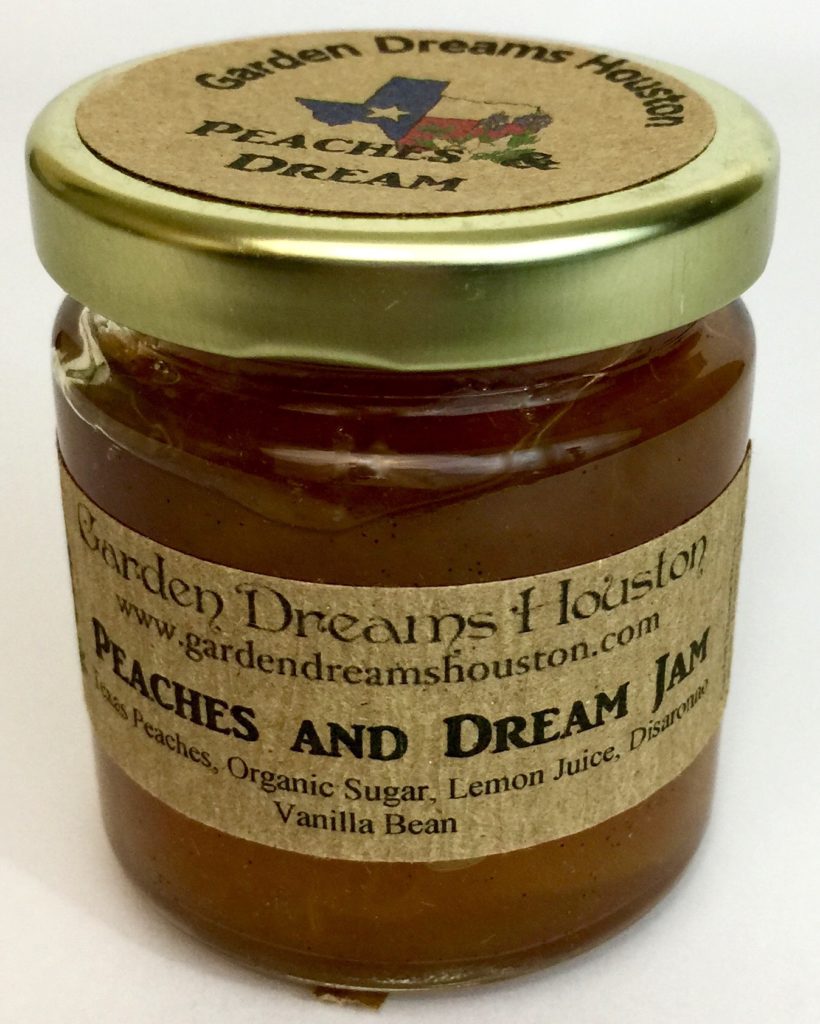 Garden Dreams Houston
PEACHES &
DREAM
Garden Dreams Houston
www.gardendreamshouston.com
PEACHES AND DREAM JAM
Texas Peaches, Organic Sugar, Lemon Juice, Disaronno
Vanilla Bean